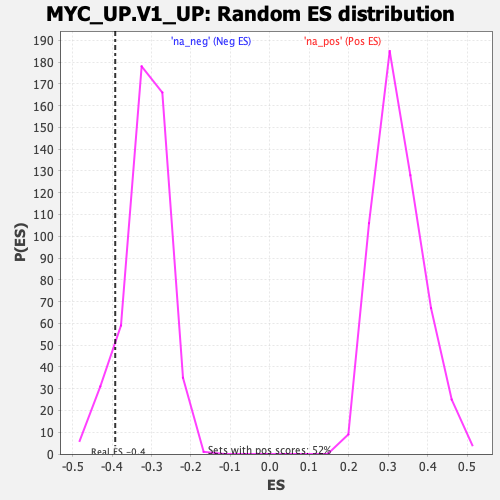 MYC_UP.V1_UP: Random ES distribution
'na_neg' (Neg ES)
'na_pos' (Pos ES)
190
180
170
160
150
140
130
120
110
100
90
80
70
60
50
40
30
20
10
0
P(ES)
Real ES -0.4
Sets with pos scores: 52%
-0.5 -0.4 -0.3 -0.2 -0.1 0.0 0.1 0.2 0.3 0.4 0.5
ES